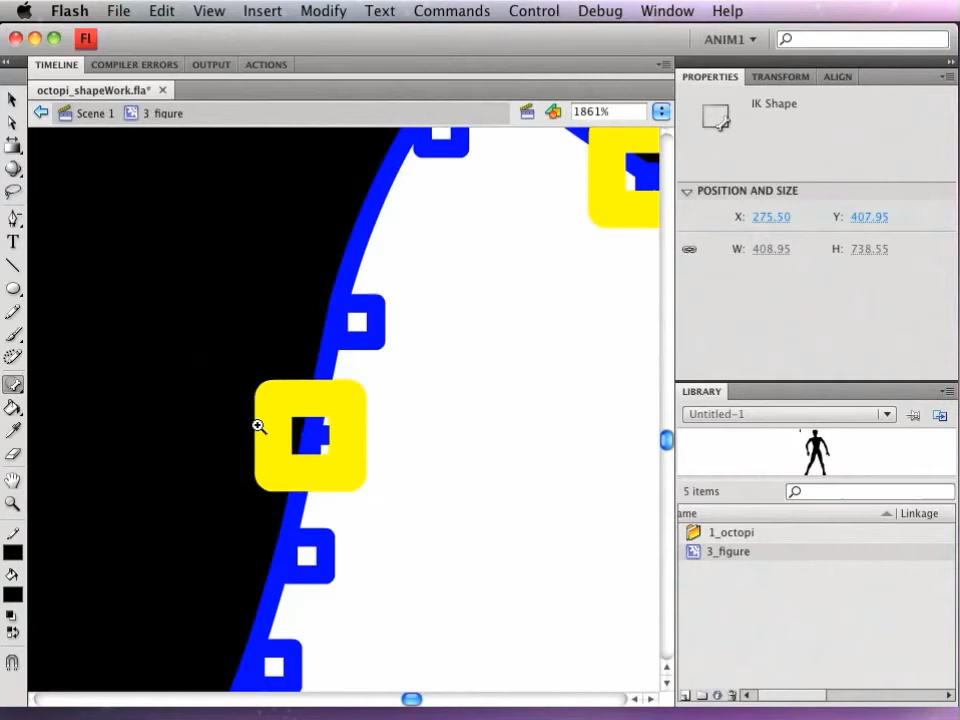 Flash File Edit View Insert Modify Text Commands Control Debug Window Help
Fl
ANIM1
TIMELINE COMPILER ERRORS OUTPUT ACTIONS
octopi_shapeWork.fla*
Scene 1 3 figure 1861%
T
PROPERTIES TRANSFORM ALIGN
IK Shape
POSITION AND SIZE
X: 275.50 Y: 407.95
W: 408.95 H: 738.55
LIBRARY
Untitled-1
5 items
ame Linkage
1_octopi
3_figure